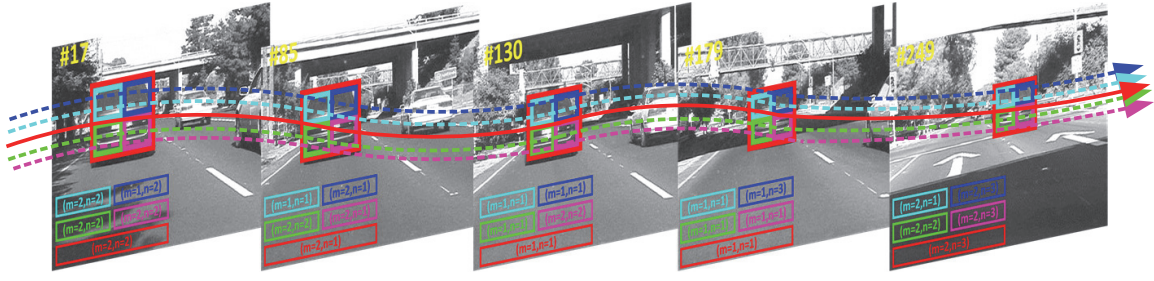 #17
(m=2,n=2) (m=1,n=2)
(m=2,n=2)
(m=2,n=2)
#85
(m=1,n=1) (m=2,n=1)
(m=2,n=1)
#130
(m=1,n=1) (m=1,n=1)
(m=2,n=2)
(m=1,n=1)
#179
(m=1,n=1) (m=1,n=3)
(m=1,n=1)
(m=1,n=1)
#249
(m=2,n=1)
(m=2,n=2) (m=2,n=3)
(m=2,n=3)